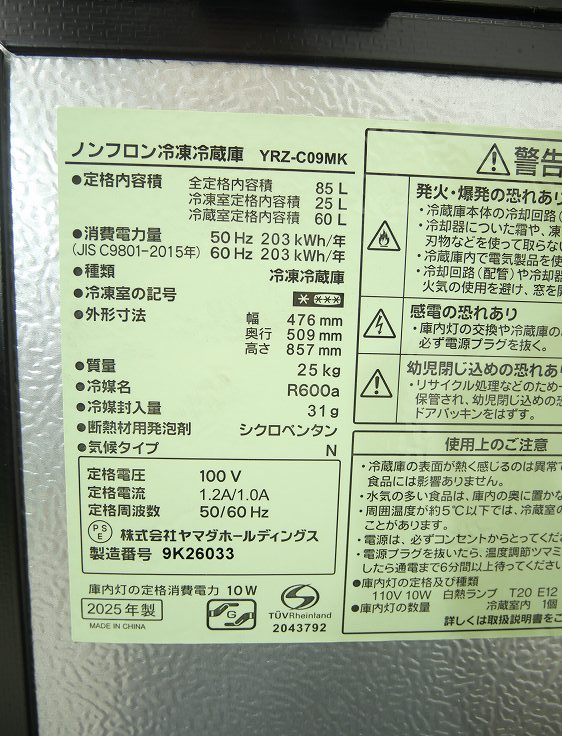 ノンフロン冷凍冷蔵庫 YRZ-C09MK
●定格内容積 全定格内容積 85 L
冷凍室定格内容積 25 L
冷蔵室定格内容積 60 L
●消費電力量 50 Hz 203 kWh/年
(JIS C9801-2015年) 60 Hz 203 kWh/年
●種類 冷凍冷蔵庫
●冷凍室の記号
●外形寸法 幅 476 mm
奥行 509 mm
高さ 857 mm
●質量 25 kg
●冷媒名 R600a
●冷媒封入量 31 g
●断熱材用発泡剤 シクロペンタン
●気候タイプ N
定格電圧 100 V
定格電流 1.2A/1.0A
定格周波数 50/60 Hz
PSE 株式会社ヤマダホールディングス
製造番号 9K26033
庫内灯の定格消費電力 10W
2025年製
MADE IN CHINA
G
TÜVRheinland
2043792
警告
発火・爆発の恐れあり
・冷蔵庫本体の冷却回路(
・冷却器についた霜や、凍
刃物などを使って取らない
・冷蔵庫内で電気製品を使
・冷却回路(配管)や冷却器
火気の使用を避け、窓を
感電の恐れあり
・庫内灯の交換や冷蔵庫の
必ず電源プラグを抜く。
幼児閉じ込めの恐れあり
・リサイクル処理などのため一
保管され、幼児閉じ込めの恐
ドアパッキンをはずす。
使用上のご注意
・冷蔵庫の表面が熱く感じるのは異常で
食品には影響ありません。
・水気の多い食品は、庫内の奥に置かな
・周囲温度が約5℃以下では、冷蔵室の
ことがあります。
・電源は、必ずコンセントからとってくださ
・電源プラグを抜いたら、温度調節ツマミ
したら通電まで6分間以上待ってください
●庫内灯の定格及び種類
110V 10W 白熱ランプ T20 E12
●庫内灯の数量 冷蔵室内 1個
詳しくは取扱説明書をご